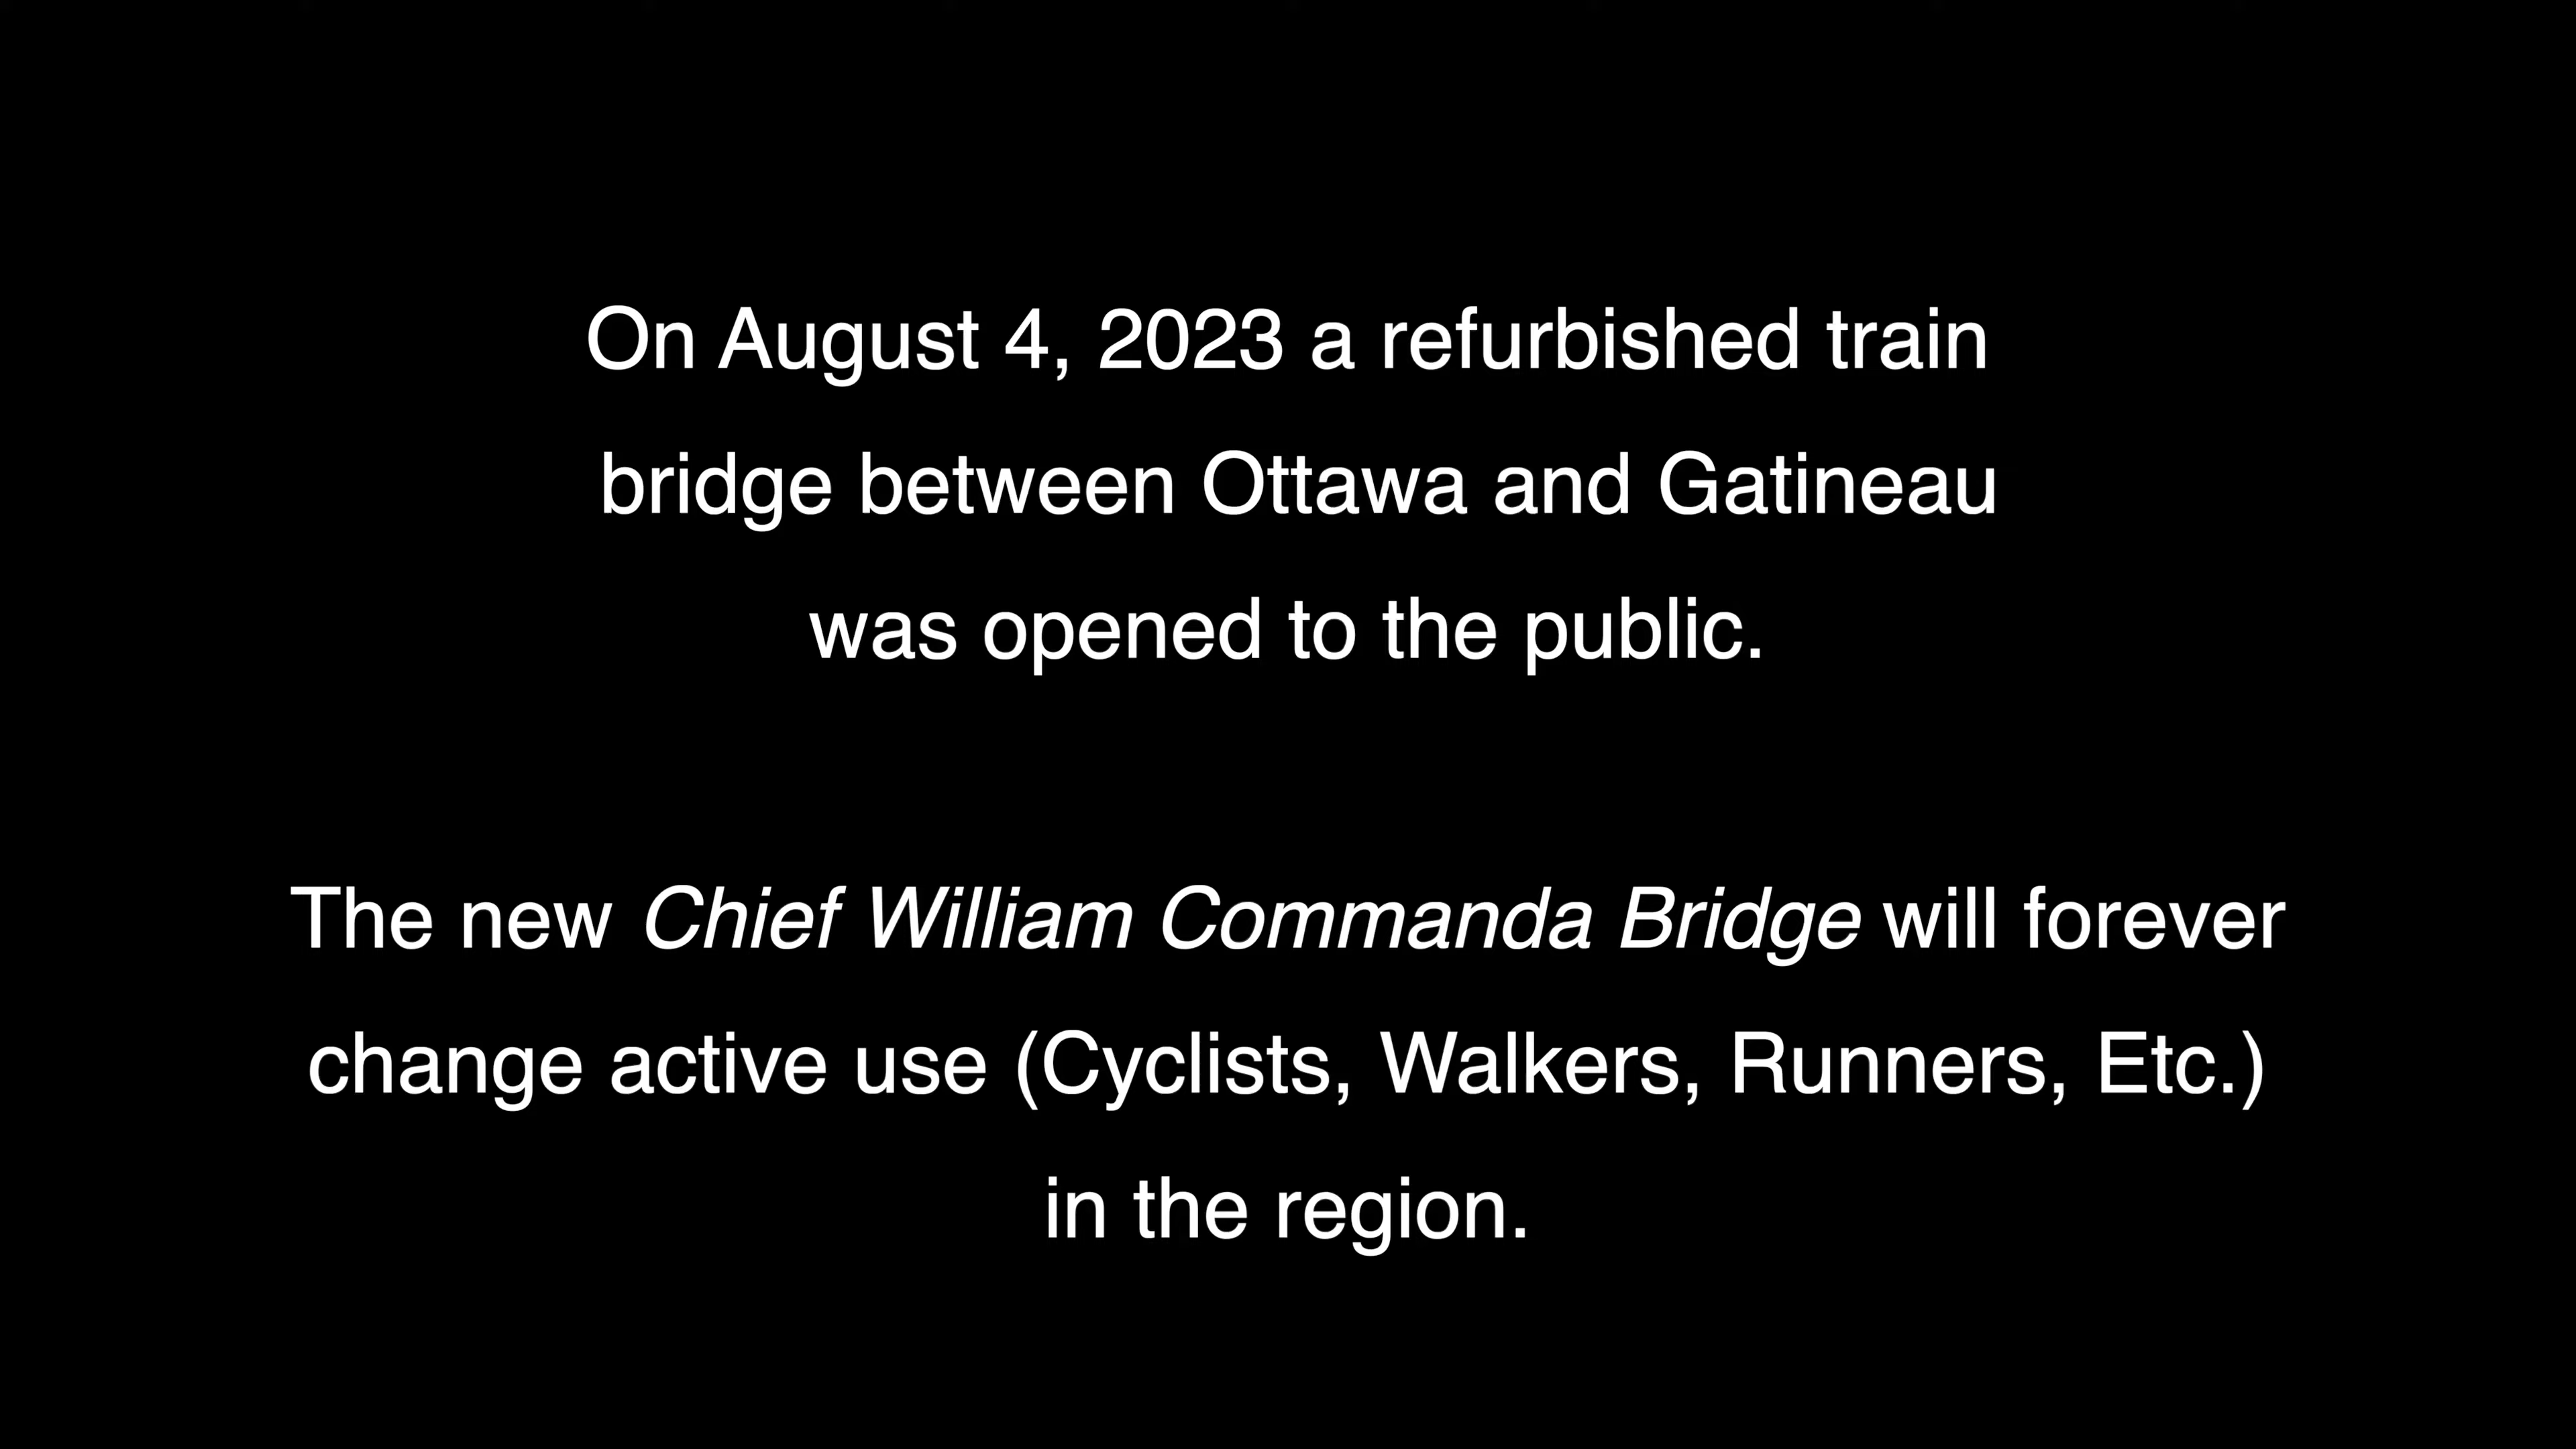 On August 4, 2023 a refurbished train
bridge between Ottawa and Gatineau
was opened to the public.
The new Chief William Commanda Bridge will forever
change active use (Cyclists, Walkers, Runners, Etc.)
in the region.